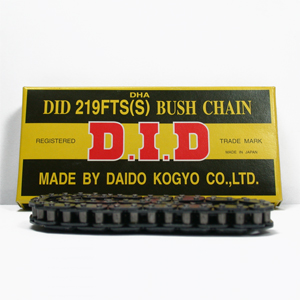 DHA
DID 219FTS(S) BUSH CHAIN
REGISTERED D.I.D TRADE MARK
MADE IN JAPAN
MADE BY DAIDO KOGYO CO.,LTD.